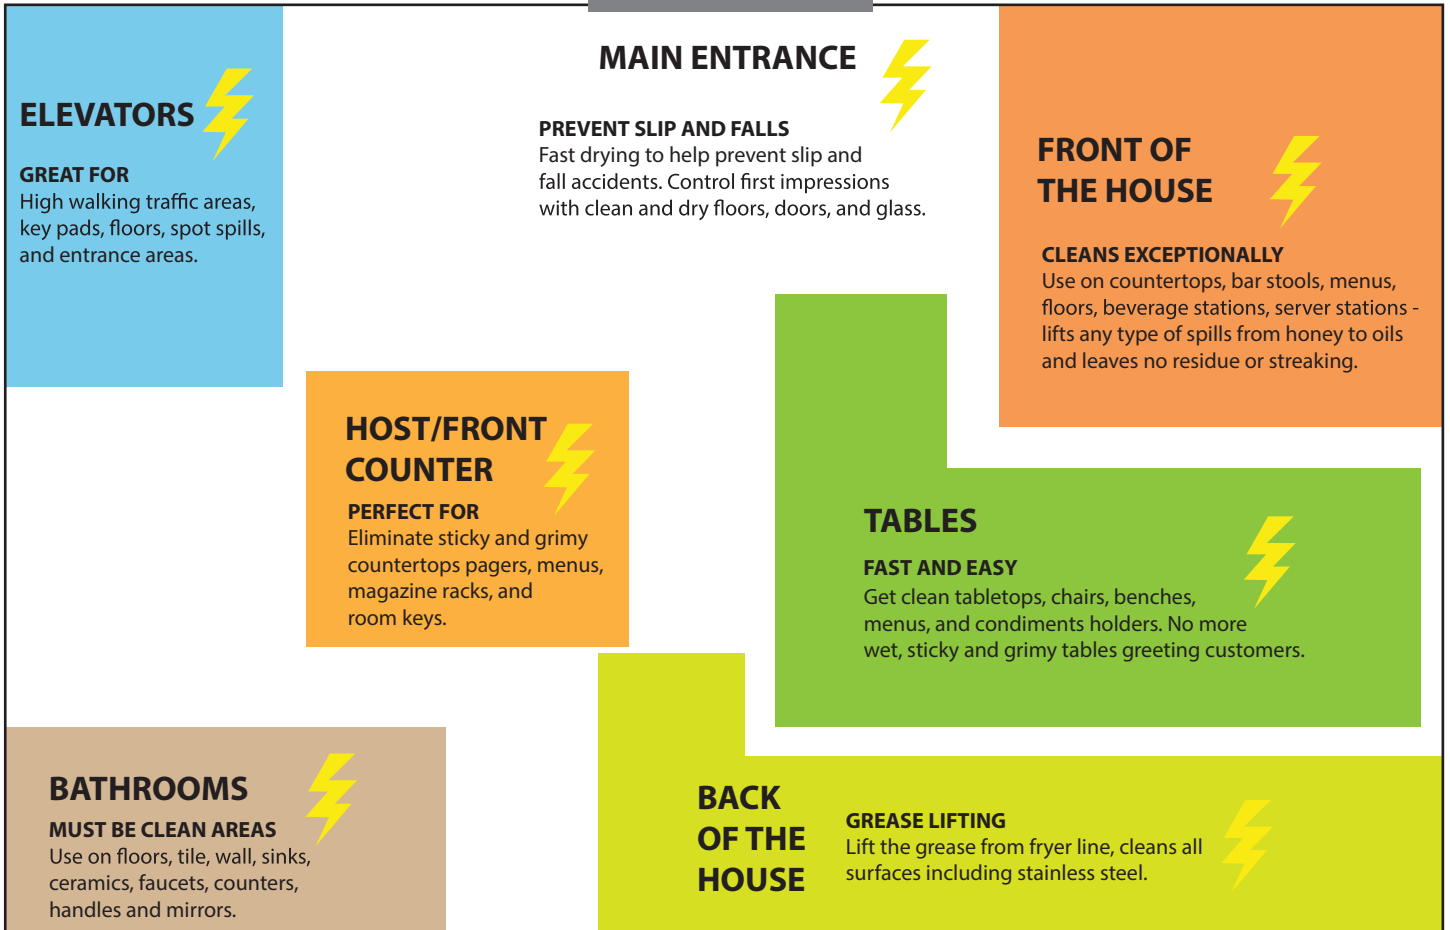 MAIN ENTRANCE
PREVENT SLIP AND FALLS
Fast drying to help prevent slip and
fall accidents. Control first impressions
with clean and dry floors, doors, and glass.
ELEVATORS
GREAT FOR
High walking traffic areas,
key pads, floors, spot spills,
and entrance areas.
FRONT OF
THE HOUSE
CLEANS EXCEPTIONALLY
Use on countertops, bar stools, menus,
floors, beverage stations, server stations -
lifts any type of spills from honey to oils
and leaves no residue or streaking.
HOST/FRONT
COUNTER
PERFECT FOR
Eliminate sticky and grimy
countertops pagers, menus,
magazine racks, and
room keys.
TABLES
FAST AND EASY
Get clean tabletops, chairs, benches,
menus, and condiments holders. No more
wet, sticky and grimy tables greeting customers.
BATHROOMS
MUST BE CLEAN AREAS
Use on floors, tile, wall, sinks,
ceramics, faucets, counters,
handles and mirrors.
BACK
OF THE
HOUSE
GREASE LIFTING
Lift the grease from fryer line, cleans all
surfaces including stainless steel.